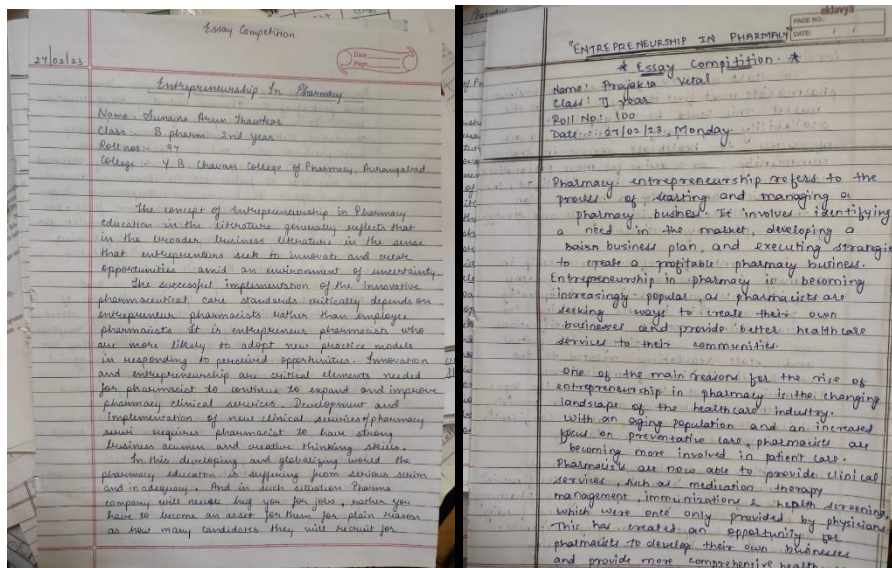 Essay Competition
27/02/23
Date
Page
Entrepreneurship In Pharmacy
Name - Sumaina Arun Thawkar
Class - B pharm 2nd year
Roll no - 97
College - Y B. Chavan College of Pharmacy, Aurangabad
The concept of Entrepreneurship in Pharmacy
education in the literature generally reflects that
in the broader business literature in the sense
that entrepreneurs seek to innovate and create
opportunities amid an environment of uncertainty
The successful implementation of the innovative
pharmaceutical care standards critically depends on
entrepreneur pharmacists rather than employee
pharmacists. It is entrepreneur pharmacists who
are more likely to adopt new practice models
in responding to perceived opportunities. Innovation
and entrepreneurship are critical elements needed
for pharmacist to continue to expand and improve
pharmacy clinical services. Development and
implementation of new clinical services/pharmacy
requires pharmacist to have strong
business acumen and creative thinking skills.
In this developing and globalizing world the
pharmacy education is suffering from serious
and inadequacy. And in such situation Pharma
company will never hug you for jobs, rather you
have to become an asset for them for plain reason
as how many candidates they will recruit for
eklavya
PAGE NO.:
DATE: / /
"ENTREPRENEURSHIP IN PHARMACY"
* Essay Compitition. *
Name: Prajakta Vetal
Class: II year
Roll No: 100
Date: 27/02/23, Monday.
Pharmacy entrepreneurship refers to the
process of starting and managing a
pharmacy business. It involves identifying
a need in the market, developing a
business plan, and executing strategie
to create a profitable pharmacy business.
Entrepreneurship in pharmacy is becoming
increasingly popular, as pharmacists are
seeking ways to create their own
businesses and provide better health care
services to their communities.
One of the main reasons for the rise of
entrepreneurship in pharmacy is the changing
landscape of the healthcare industry.
With an aging population and an increased
focus on preventative care, pharmacists are
becoming more involved in patient care.
Pharmacists are now able to provide clinical
services, such as medication therapy
management, immunizations & health screening,
which were once only provided by physicians
This has created an opportunity for
pharmacists to develop their own businesses
and provide more comprehensive health